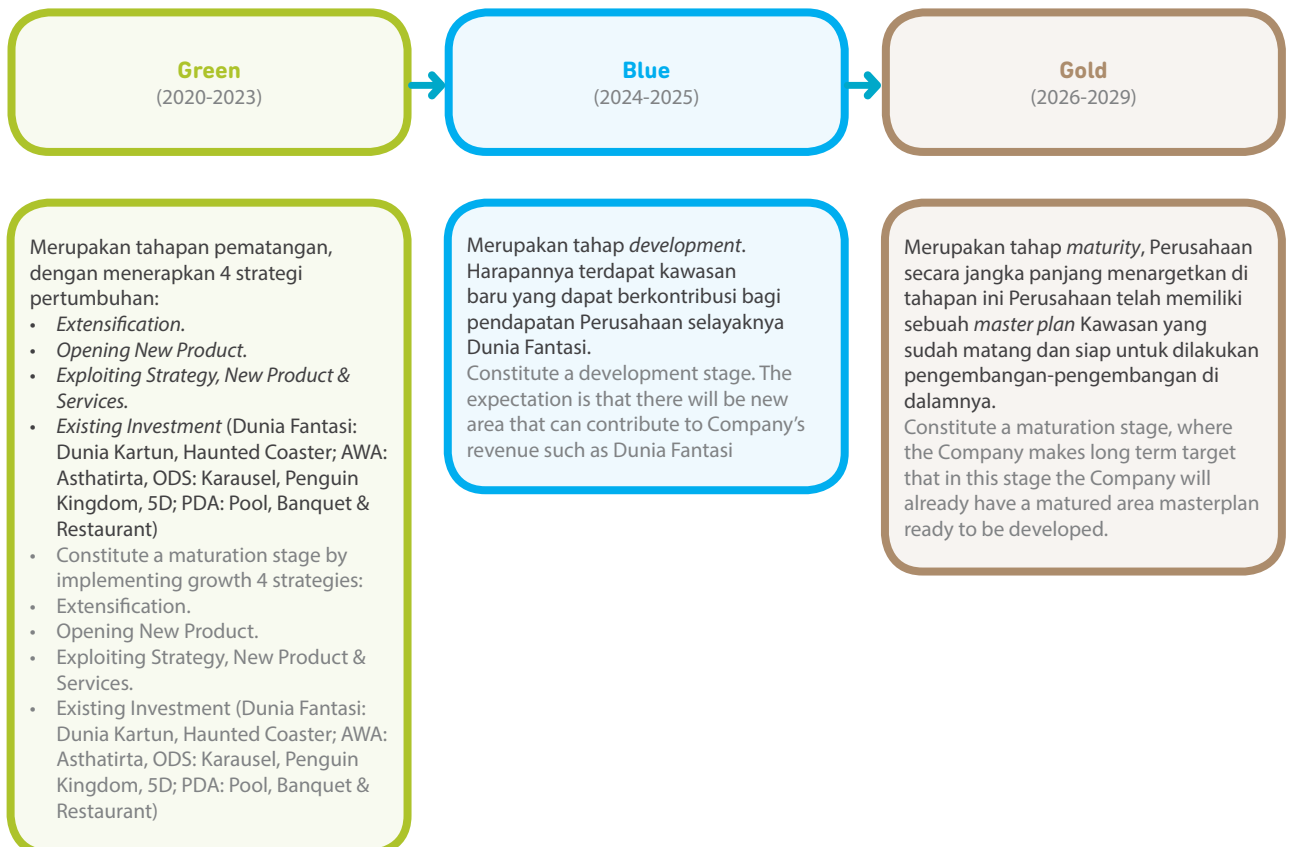 Green
(2020-2023)
Blue
(2024-2025)
Gold
(2026-2029)
Merupakan tahapan pematangan,
dengan menerapkan 4 strategi
pertumbuhan:
• Extensification.
• Opening New Product.
• Exploiting Strategy, New Product &
Services.
• Existing Investment (Dunia Fantasi:
Dunia Kartun, Haunted Coaster; AWA:
Asthatirta, ODS: Karausel, Penguin
Kingdom, 5D; PDA: Pool, Banquet &
Restaurant)
• Constitute a maturation stage by
implementing growth 4 strategies:
• Extensification.
• Opening New Product.
• Exploiting Strategy, New Product &
Services.
• Existing Investment (Dunia Fantasi:
Dunia Kartun, Haunted Coaster; AWA:
Asthatirta, ODS: Karausel, Penguin
Kingdom, 5D; PDA: Pool, Banquet &
Restaurant)
Merupakan tahap development.
Harapannya terdapat kawasan
baru yang dapat berkontribusi bagi
pendapatan Perusahaan selayaknya
Dunia Fantasi.
Constitute a development stage. The
expectation is that there will be new
area that can contribute to Company's
revenue such as Dunia Fantasi
Merupakan tahap maturity, Perusahaan
secara jangka panjang menargetkan di
tahapan ini Perusahaan telah memiliki
sebuah master plan Kawasan yang
sudah matang dan siap untuk dilakukan
pengembangan-pengembangan di
dalamnya.
Constitute a maturation stage, where
the Company makes long term target
that in this stage the Company will
already have a matured area masterplan
ready to be developed.